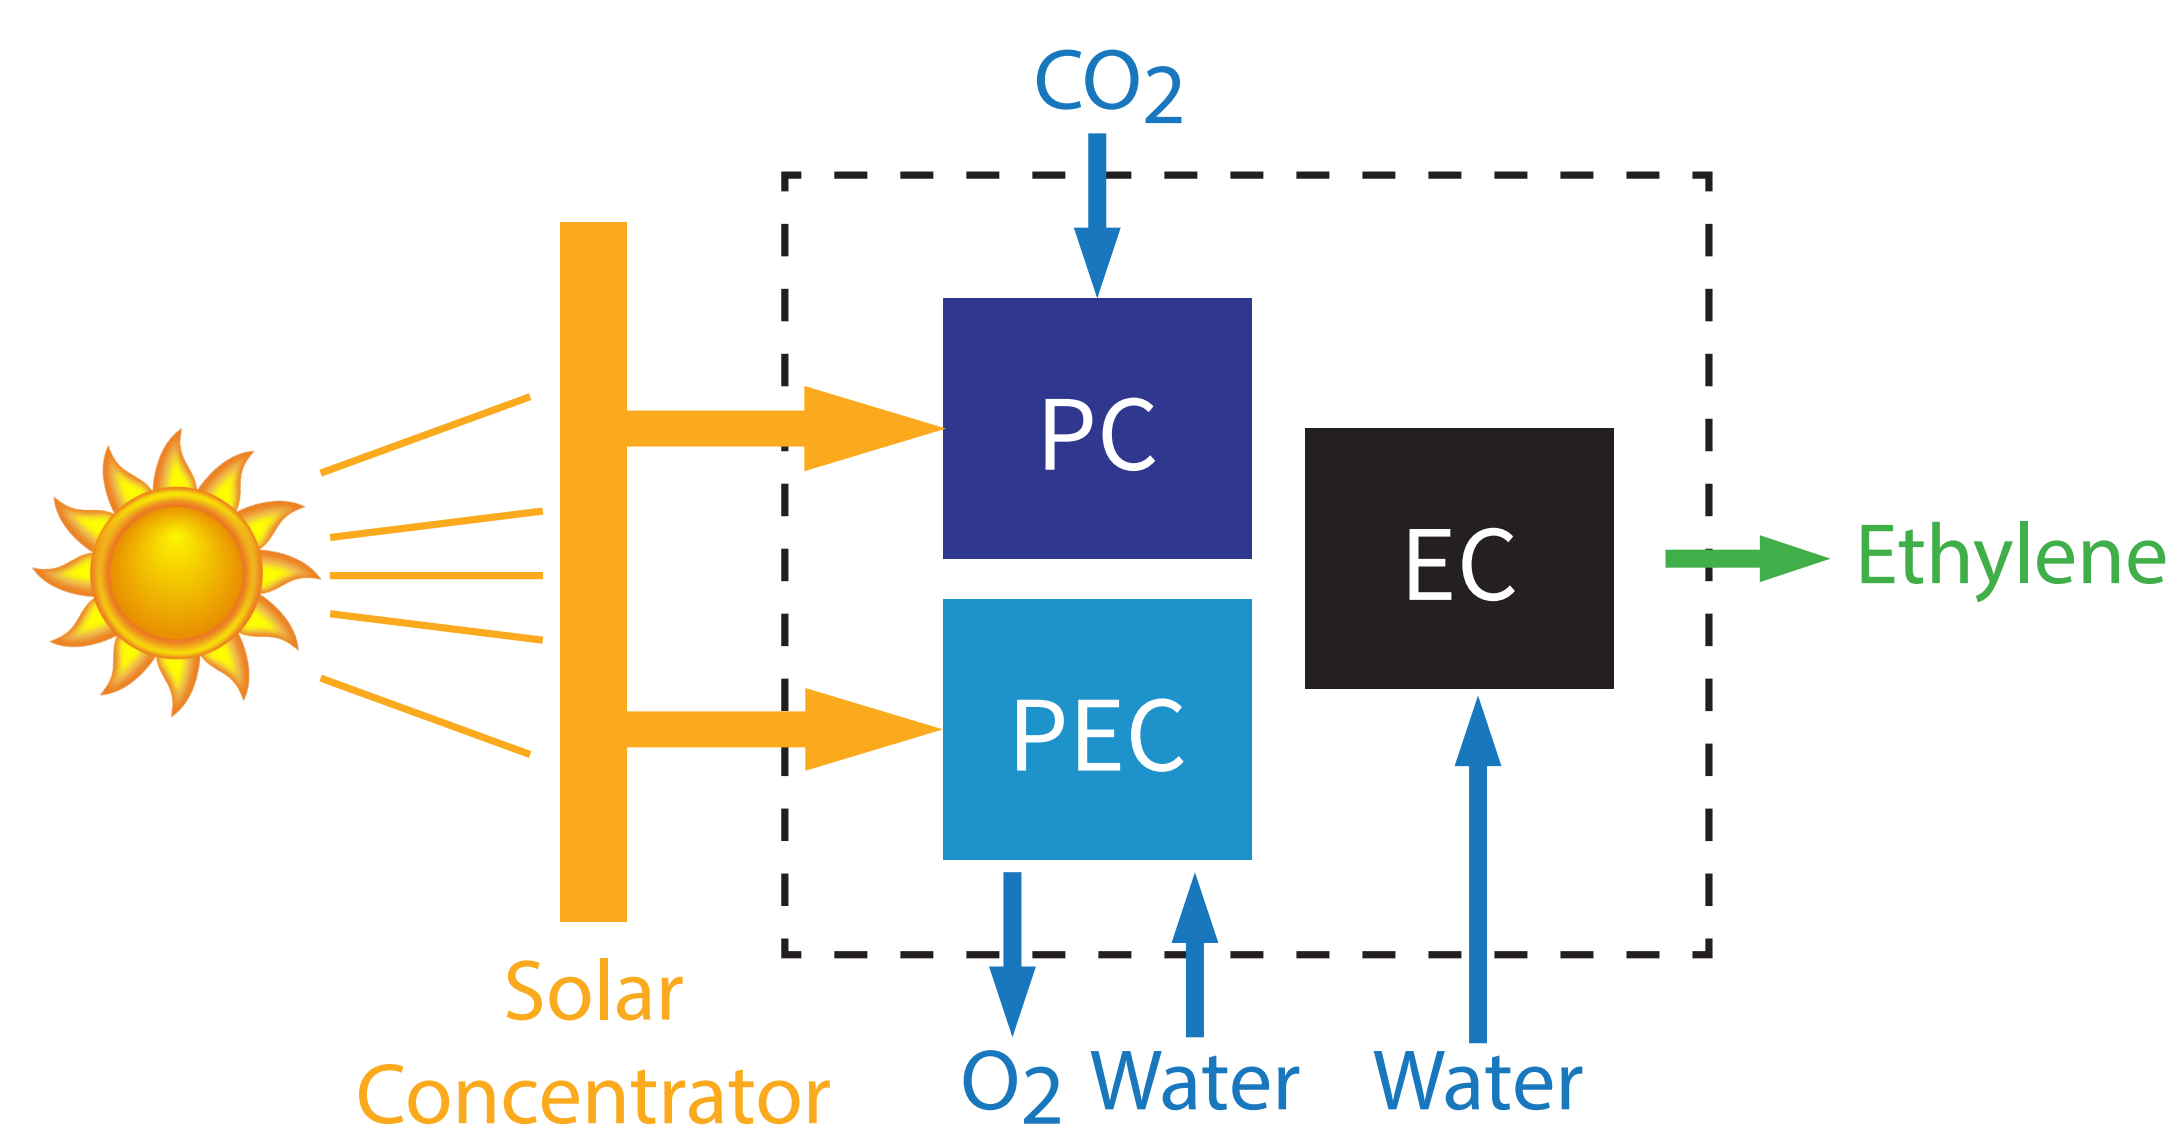 CO2
PC
EC
Ethylene
PEC
Solar
Concentrator
O2
Water
Water